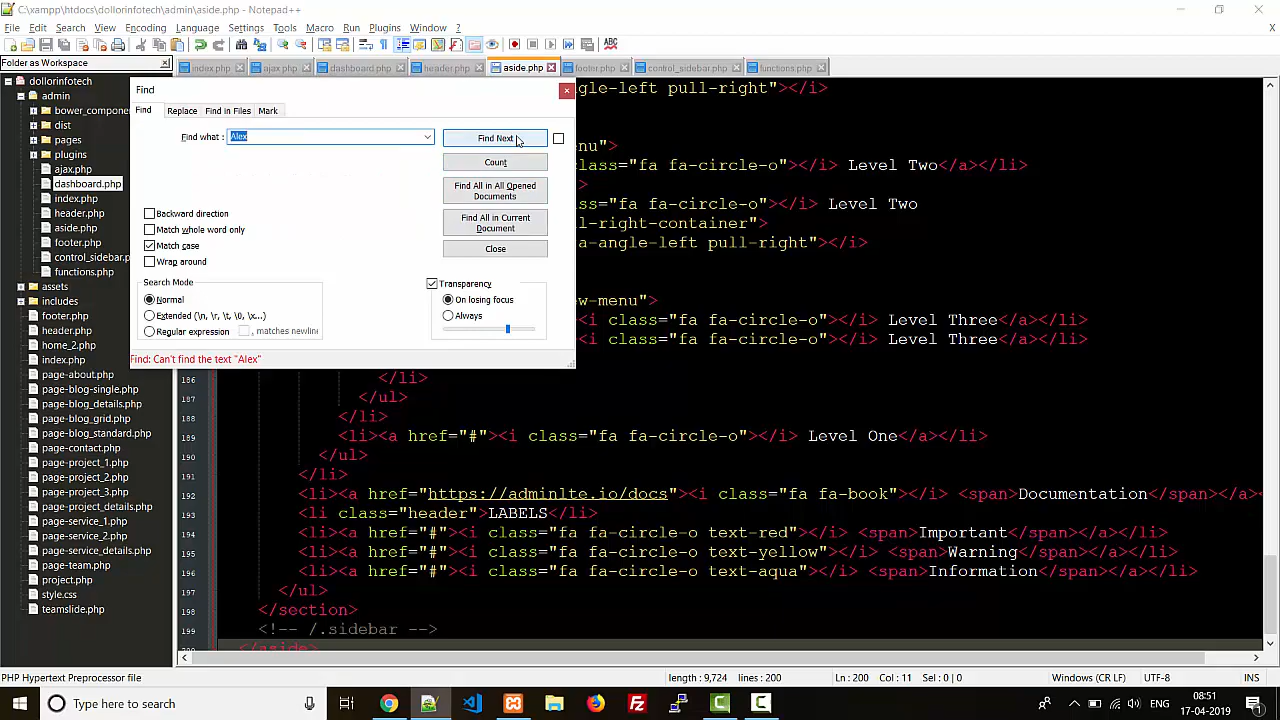 C:\xampp\htdocs\dollorinfotech\admin\aside.php - Notepad++
File Edit Search View Encoding Language Settings Tools Macro Run Plugins Window ? X
Folder as Workspace
index.php ajax.php dashboard.php header.php aside.php footer.php control_sidebar.php functions.php
dollorinfotech
admin
bower_componer
dist
pages
plugins
ajax.php
dashboard.php
index.php
header.php
aside.php
footer.php
control_sidebar.p
functions.php
assets
includes
footer.php
header.php
home_2.php
index.php
page-about.php
page-blog-single.php
page-blog_details.php
page-blog_grid.php
page-blog_standard.php
page-contact.php
page-project_1.php
page-project_2.php
page-project_3.php
page-project_details.php
page-service_1.php
page-service_2.php
page-service_details.php
page-team.php
project.php
style.css
teamslide.php
Find
Find Replace Find in Files Mark
Find what : Alex
Find Next
Count
Find All in All Opened
Documents
Find All in Current
Document
Close
Backward direction
Match whole word only
Match case
Wrap around
Search Mode
Normal
Extended (\n, \r, \t, \0, \x...)
Regular expression . matches newline
Transparency
On losing focus
Always
Find: Can't find the text "Alex"
gle-left pull-right"></i>
nu">
class="fa fa-circle-o"></i> Level Two</a></li>
>
fa fa-circle-o"></i> Level Two
pull-right-container">
a-angle-left pull-right"></i>
w-menu">
<i class="fa fa-circle-o"></i> Level Three</a></li>
<i class="fa fa-circle-o"></i> Level Three</a></li>
186 </li>
187 </ul>
188 </li>
189 <li><a href="#"><i class="fa fa-circle-o"></i> Level One</a></li>
190 </ul>
191 </li>
192 <li><a href="https://adminlte.io/docs"><i class="fa fa-book"></i> <span>Documentation</span></a><
193 <li class="header">LABELS</li>
194 <li><a href="#"><i class="fa fa-circle-o text-red"></i> <span>Important</span></a></li>
195 <li><a href="#"><i class="fa fa-circle-o text-yellow"></i> <span>Warning</span></a></li>
196 <li><a href="#"><i class="fa fa-circle-o text-aqua"></i> <span>Information</span></a></li>
197 </ul>
198 </section>
199 <!-- /.sidebar -->
200 </aside>
PHP Hypertext Preprocessor file length : 9,724 lines : 200 Ln : 200 Col : 11 Sel : 0 | 0 Windows (CR LF) UTF-8 INS
Type here to search
ENG
08:51
17-04-2019